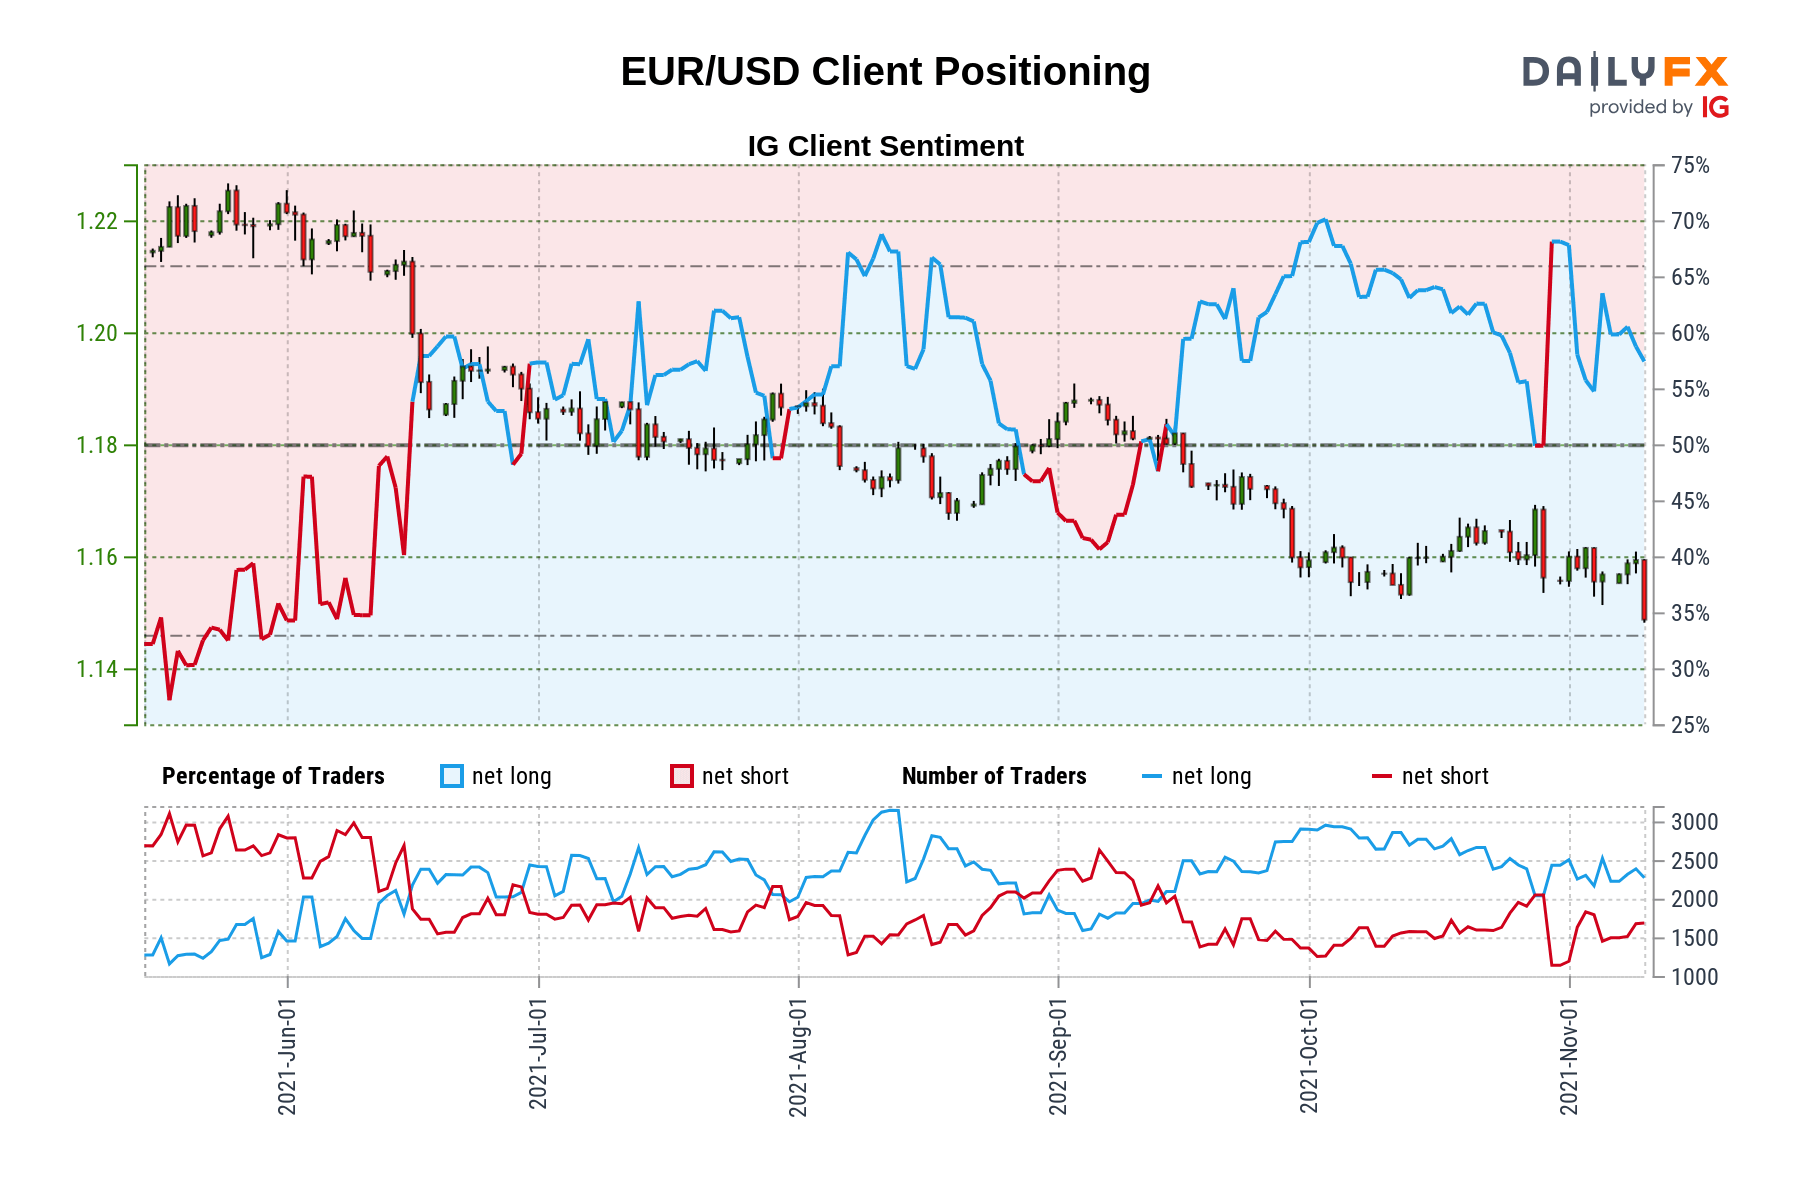 EUR/USD Client Positioning
DAILYFX
provided by IG
IG Client Sentiment
75%
1.22
70%
65%
1.20
60%
55%
1.18
50%
45%
1.16
40%
35%
1.14
30%
25%
Percentage of Traders net long net short Number of Traders net long net short
3000
2500
2000
1500
1000
2021-Jun-01
2021-Jul-01
2021-Aug-01
2021-Sep-01
2021-Oct-01
2021-Nov-01